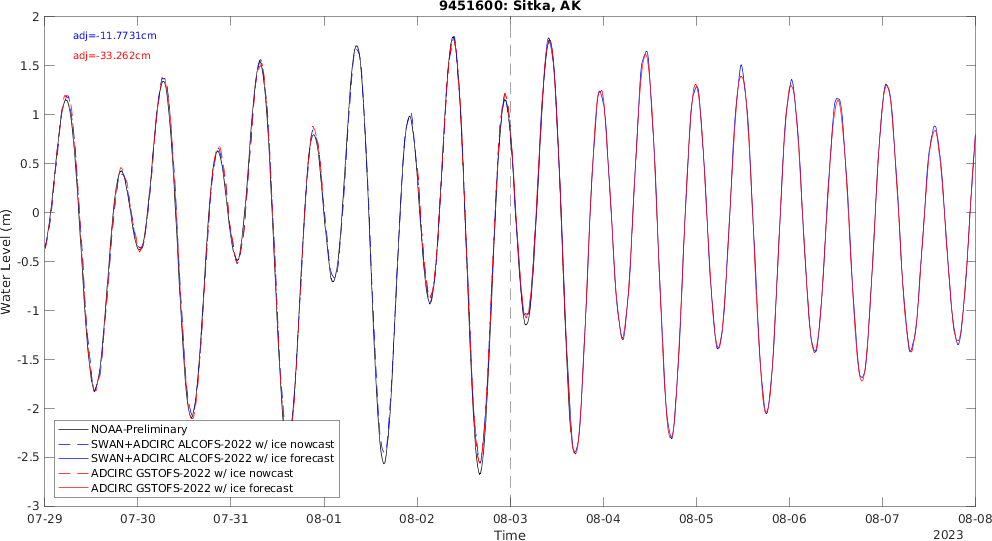 9451600: Sitka, AK
adj=-11.7731cm
adj=-33.262cm
2
1.5
1
0.5
0
-0.5
-1
-1.5
-2
-2.5
-3
Water Level (m)
NOAA-Preliminary
SWAN+ADCIRC ALCOFS-2022 w/ ice nowcast
SWAN+ADCIRC ALCOFS-2022 w/ ice forecast
ADCIRC GSTOFS-2022 w/ ice nowcast
ADCIRC GSTOFS-2022 w/ ice forecast
07-29 07-30 07-31 08-01 08-02 08-03 08-04 08-05 08-06 08-07 08-08
Time
2023